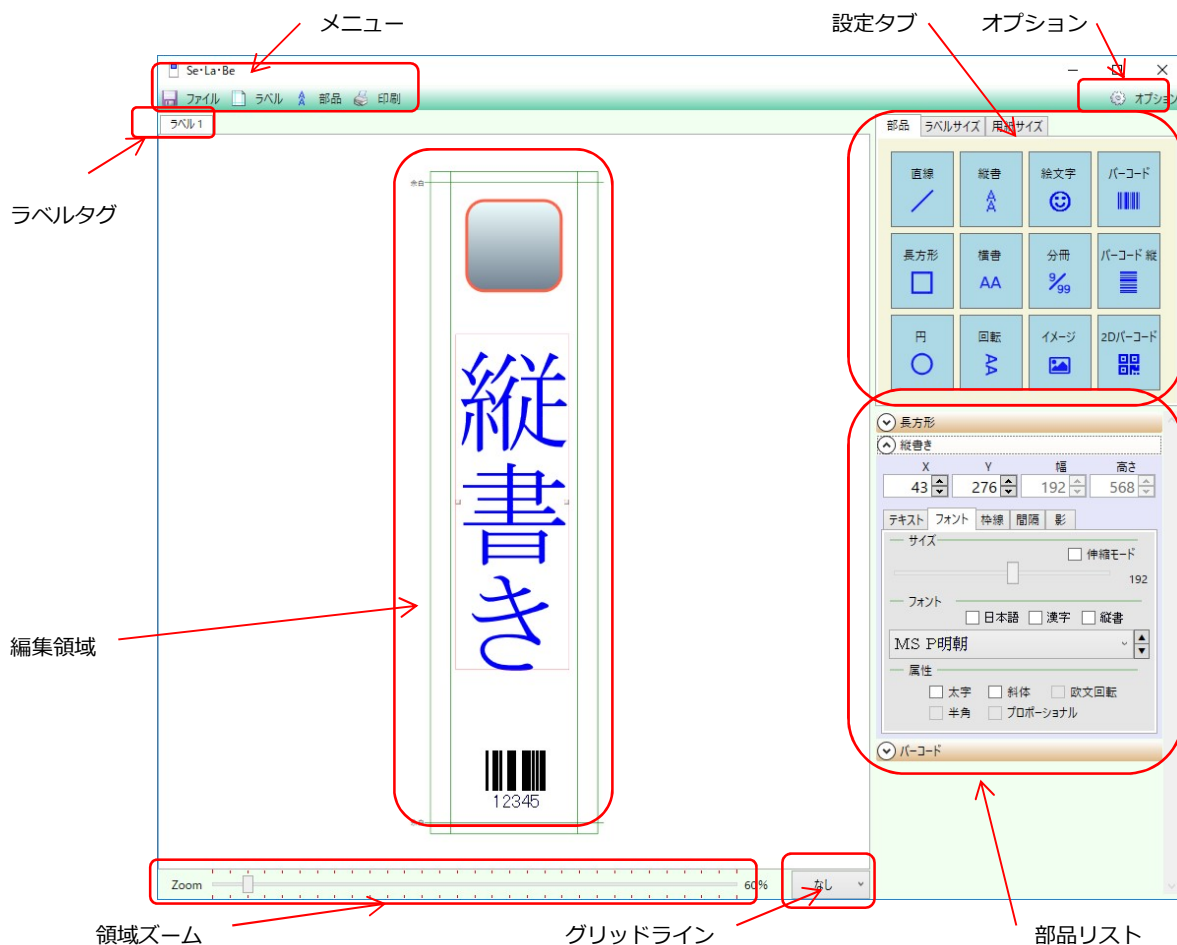 メニュー
設定タブ
オプション
Se・La・Be
ファイル ラベル 部品 印刷
オプション
ラベル 1
部品 ラベルサイズ 用紙サイズ
余白
ラベルタグ
直線 縦書 絵文字 バーコード
長方形 横書 分冊 バーコード 縦
AA 9/99
円 回転 イメージ 2Dバーコード
縦書き
12345
長方形
縦書き
X Y 幅 高さ
43 276 192 568
テキスト フォント 枠線 間隔 影
サイズ
伸縮モード
192
フォント
日本語 漢字 縦書
MS P明朝
属性
太字 斜体 欧文回転
半角 プロポーショナル
バーコード
編集領域
余白
Zoom 60% なし
領域ズーム
グリッドライン
部品リスト